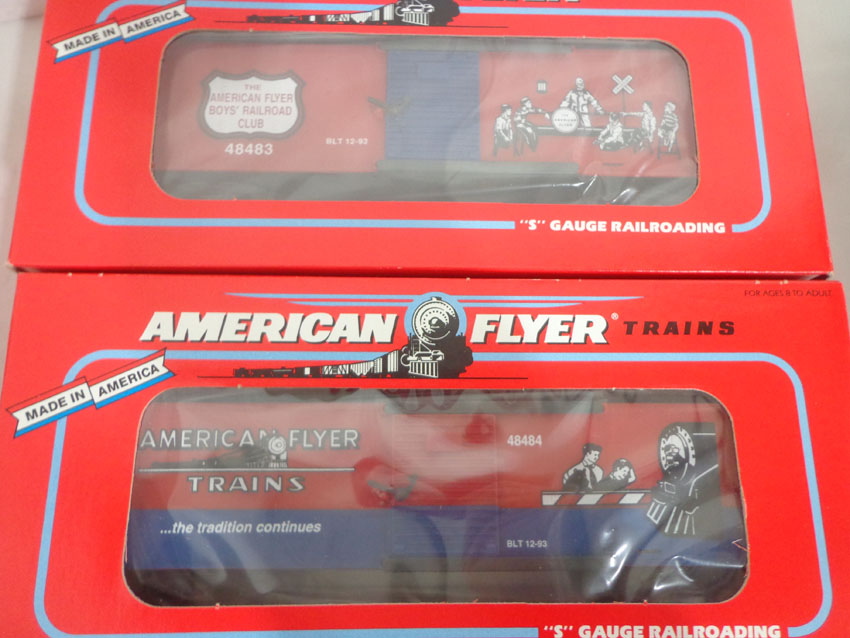 MADE IN AMERICA
THE
AMERICAN FLYER
BOYS' RAILROAD
CLUB
48483
BLT 12-93
"S" GAUGE RAILROADING
FOR AGES 8 TO ADULT
AMERICAN FLYER® TRAINS
MADE IN AMERICA
AMERICAN FLYER
TRAINS
...the tradition continues
48484
BLT 12-93
"S" GAUGE RAILROADING